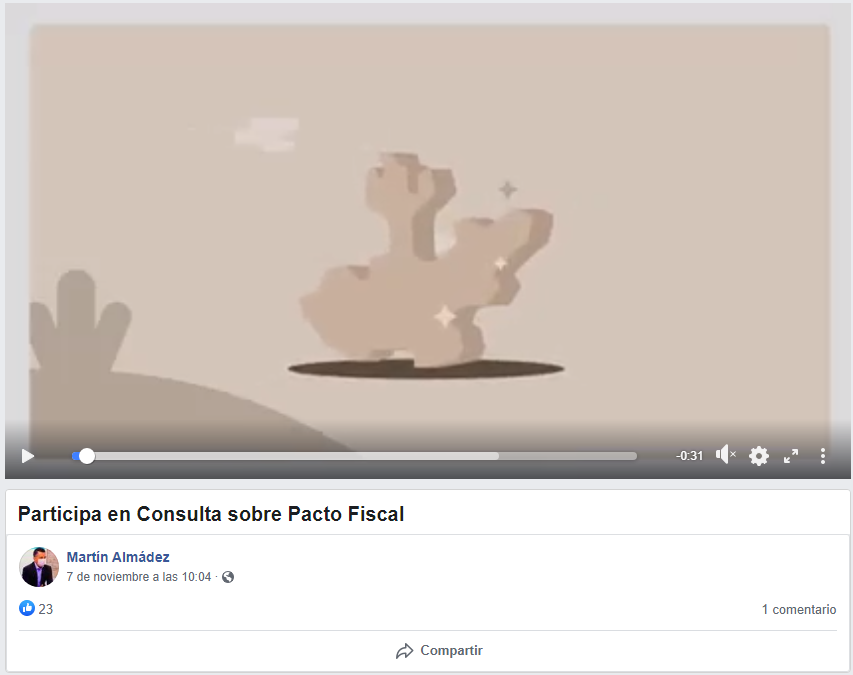 -0:31
Participa en Consulta sobre Pacto Fiscal
Martín Almádez
7 de noviembre a las 10:04 ·
23
1 comentario
Compartir